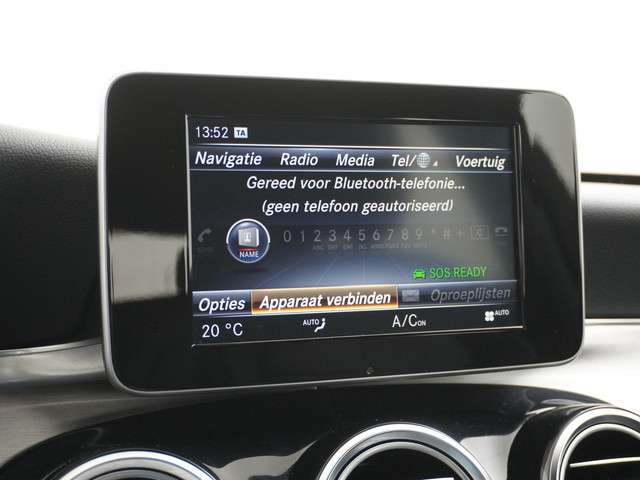 13:52 TA
Navigatie Radio Media Tel/ Voertuig
Gereed voor Bluetooth-telefonie...
(geen telefoon geautoriseerd)
0 1 2 3 4 5 6 7 8 9 * # +
NAME
SOS READY
Opties Apparaat verbinden Oproeplijsten
20 °C AUTO A/C ON AUTO